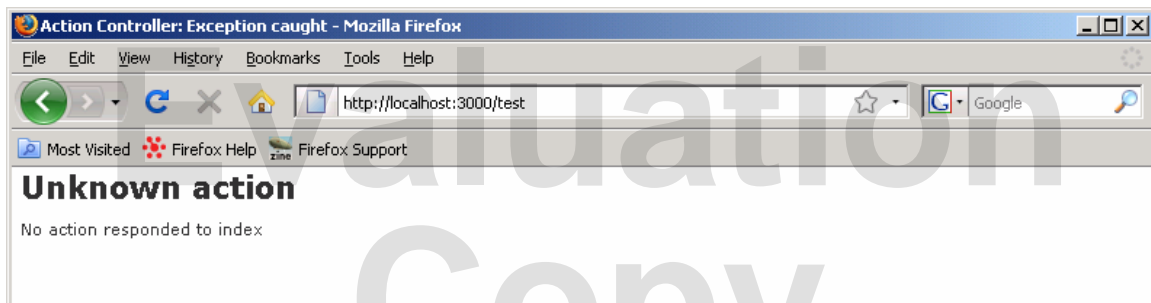 Action Controller: Exception caught - Mozilla Firefox
File Edit View History Bookmarks Tools Help
http://localhost:3000/test
G Google
Most Visited Firefox Help zine Firefox Support
Unknown action
No action responded to index
Evaluation
Copy